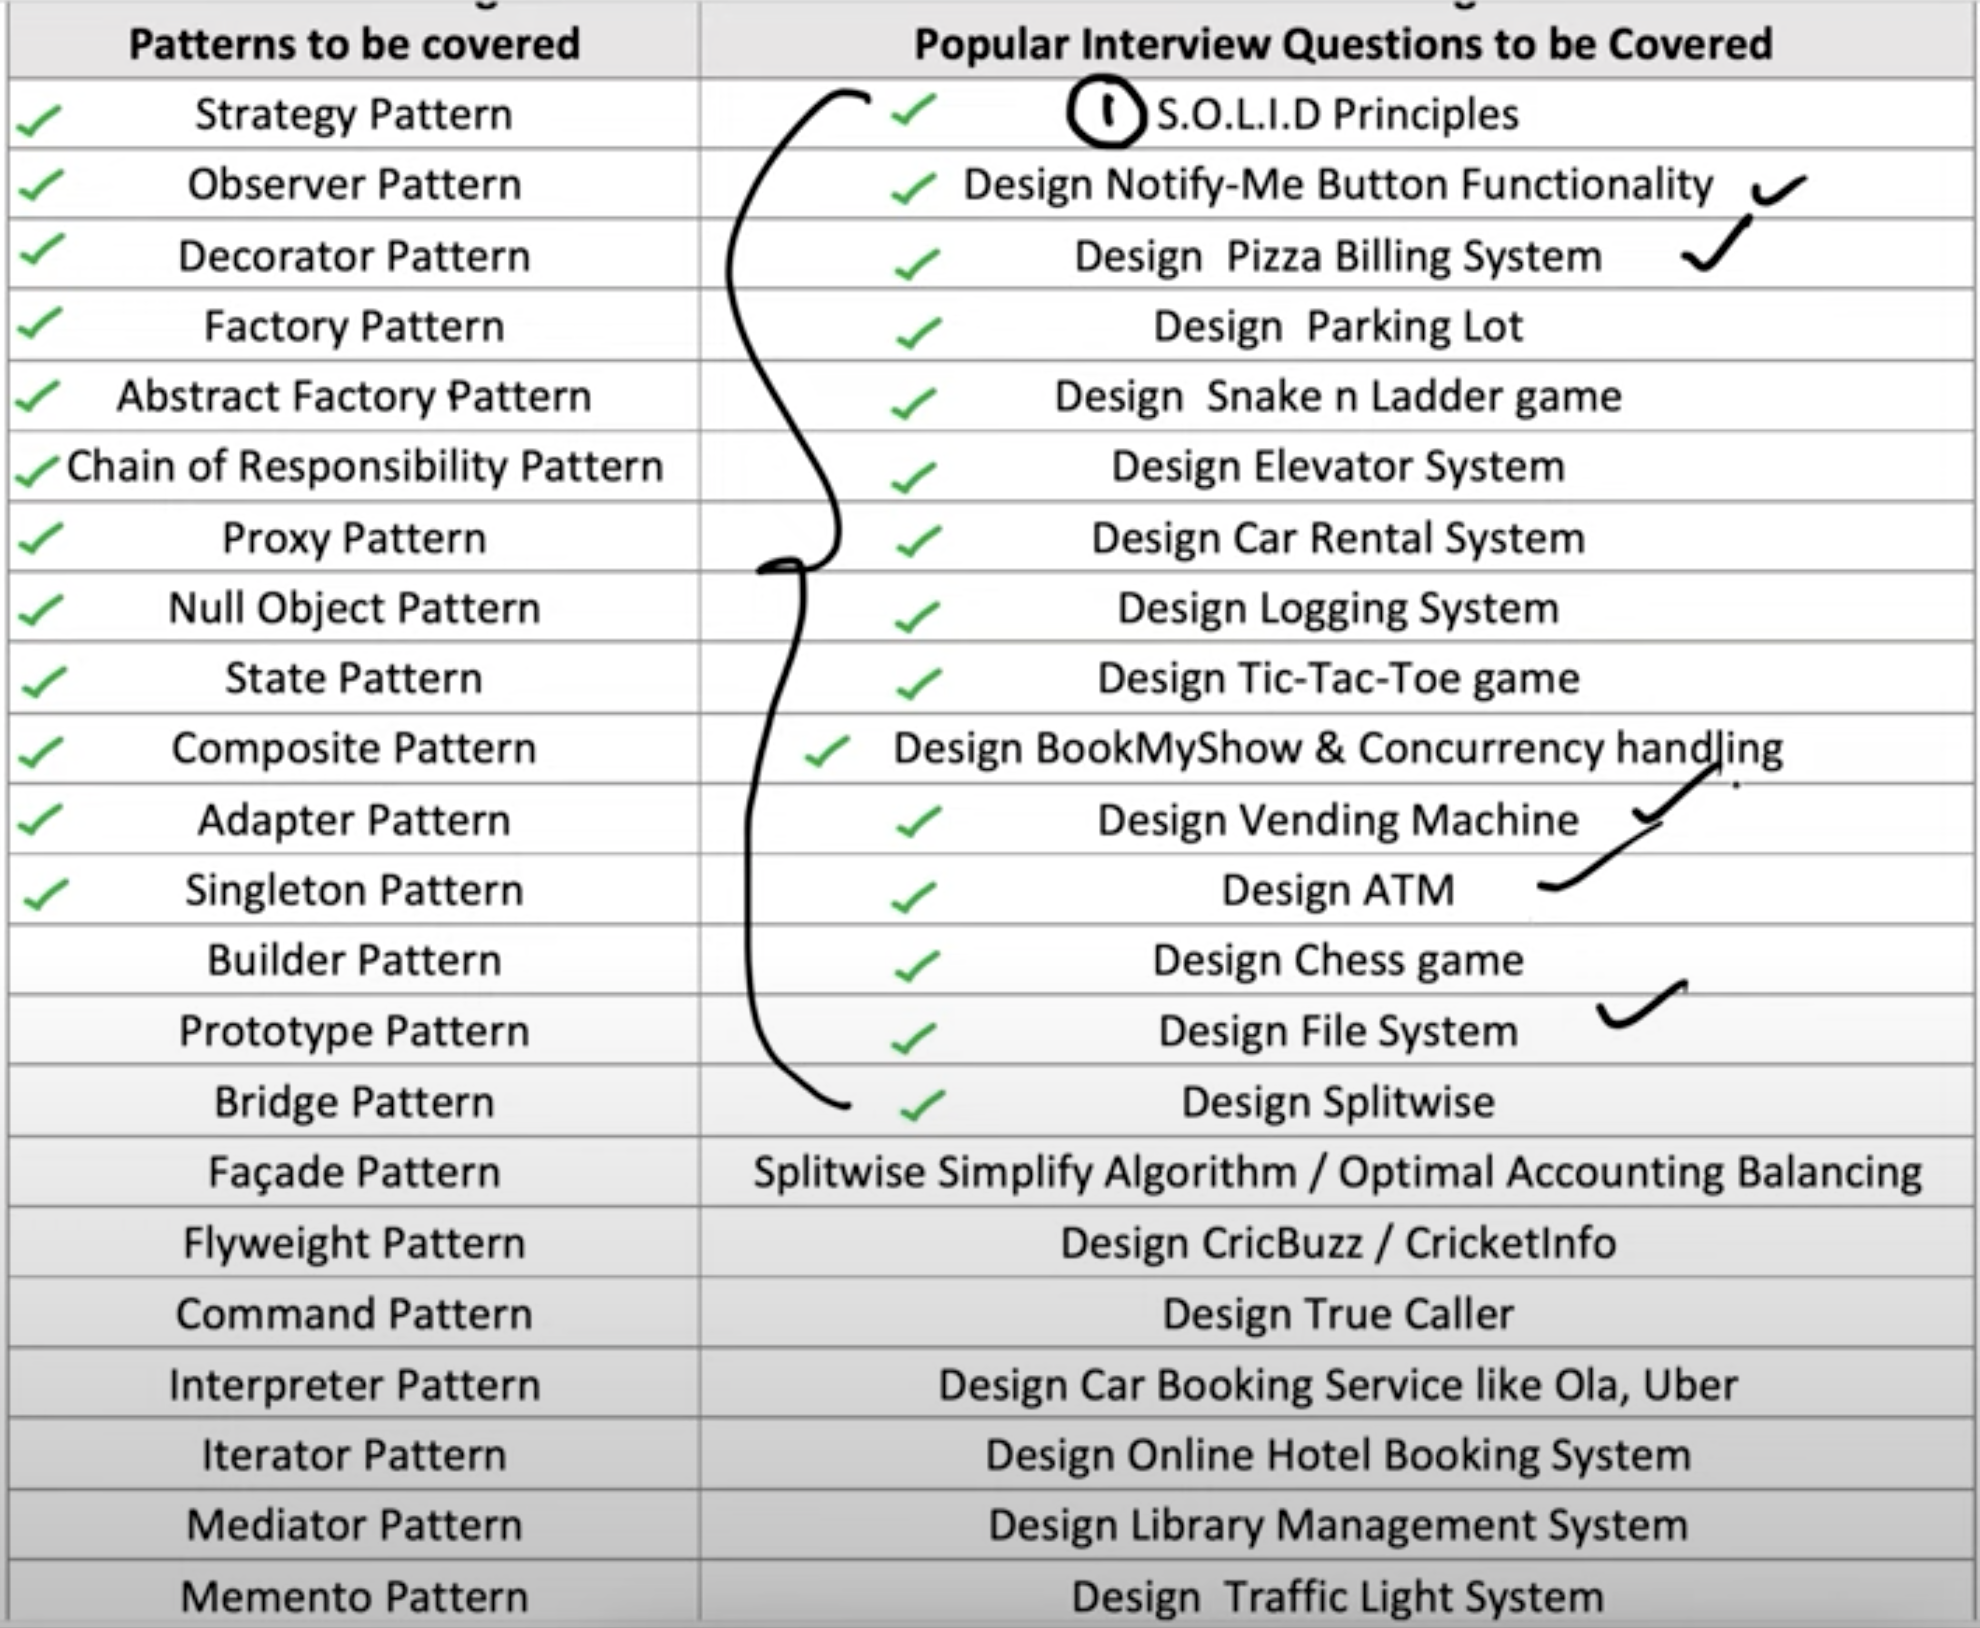 Patterns to be covered | Popular Interview Questions to be Covered
Strategy Pattern | 1 S.O.L.I.D Principles
Observer Pattern | Design Notify-Me Button Functionality
Decorator Pattern | Design Pizza Billing System
Factory Pattern | Design Parking Lot
Abstract Factory Pattern | Design Snake n Ladder game
Chain of Responsibility Pattern | Design Elevator System
Proxy Pattern | Design Car Rental System
Null Object Pattern | Design Logging System
State Pattern | Design Tic-Tac-Toe game
Composite Pattern | Design BookMyShow & Concurrency handling
Adapter Pattern | Design Vending Machine
Singleton Pattern | Design ATM
Builder Pattern | Design Chess game
Prototype Pattern | Design File System
Bridge Pattern | Design Splitwise
Façade Pattern | Splitwise Simplify Algorithm / Optimal Accounting Balancing
Flyweight Pattern | Design CricBuzz / CricketInfo
Command Pattern | Design True Caller
Interpreter Pattern | Design Car Booking Service like Ola, Uber
Iterator Pattern | Design Online Hotel Booking System
Mediator Pattern | Design Library Management System
Memento Pattern | Design Traffic Light System